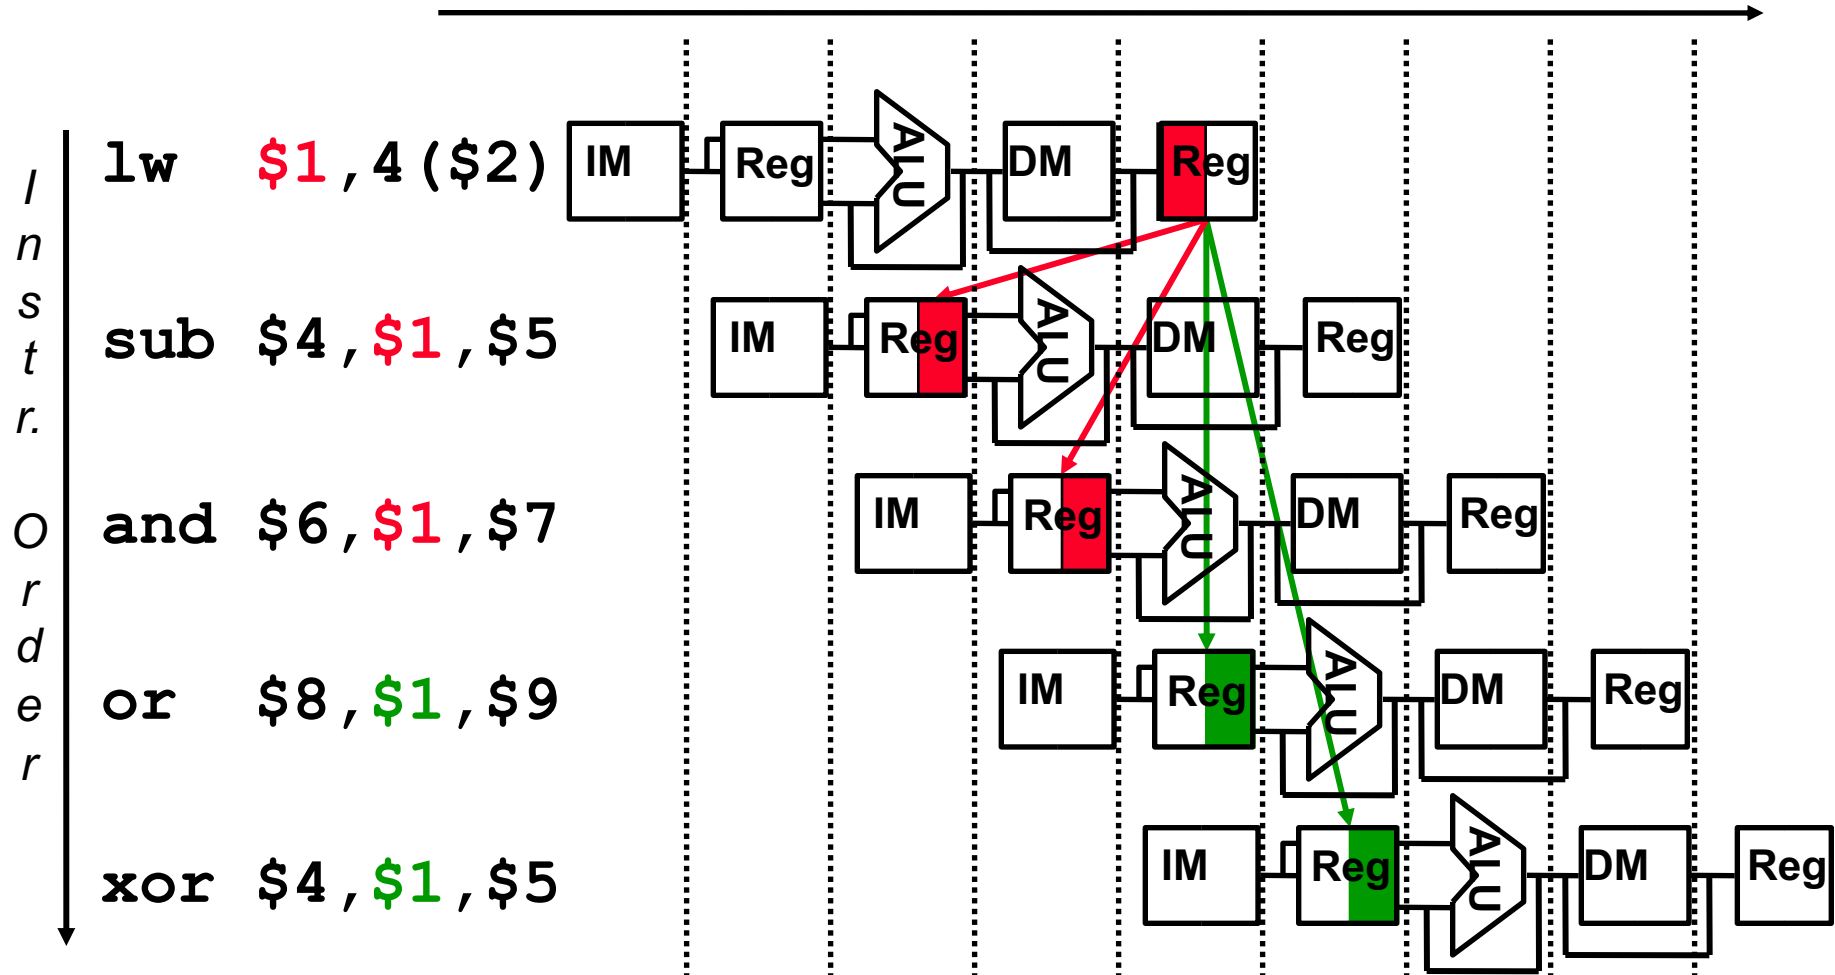 Instr. Order
lw $1,4($2) IM Reg ALU DM Reg
sub $4,$1,$5 IM Reg ALU DM Reg
and $6,$1,$7 IM Reg ALU DM Reg
or $8,$1,$9 IM Reg ALU DM Reg
xor $4,$1,$5 IM Reg ALU DM Reg